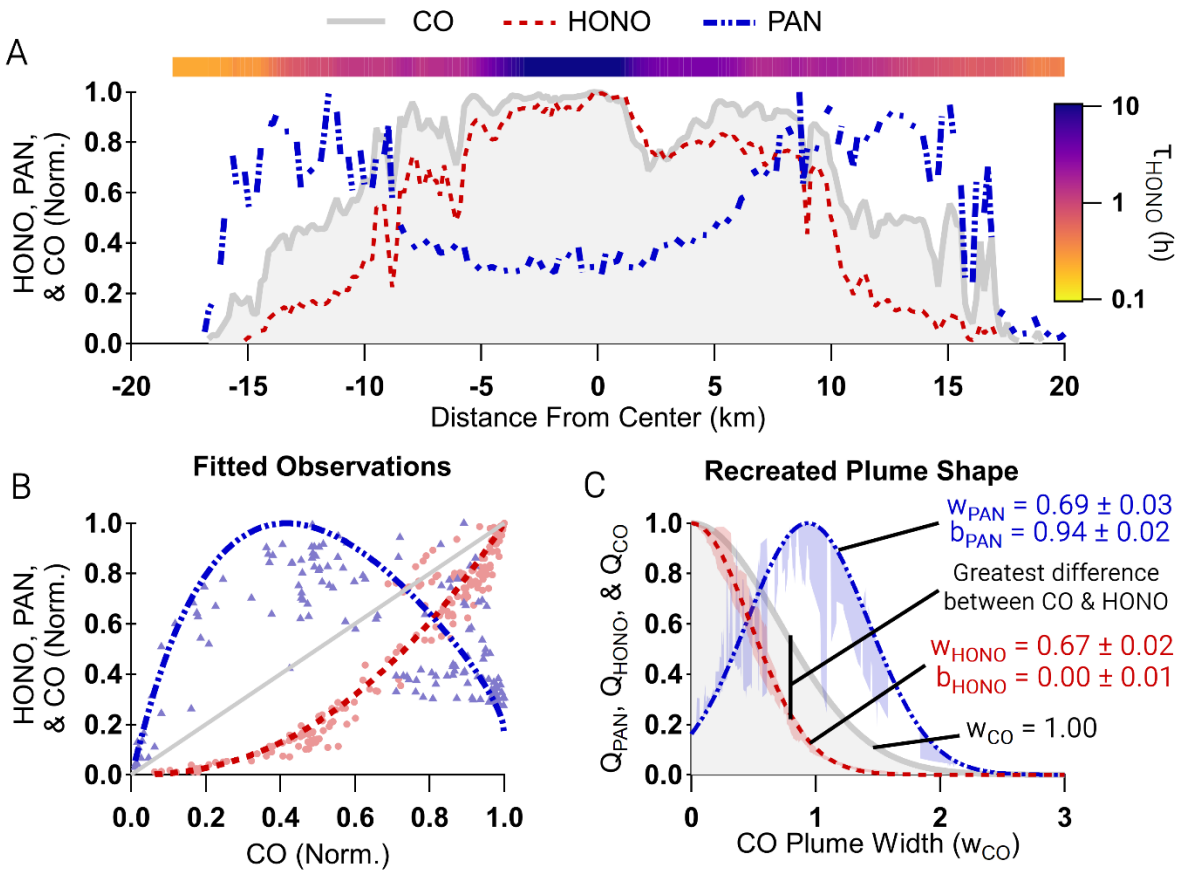 CO HONO PAN
A
HONO, PAN,
& CO (Norm.)
1.0
0.8
0.6
0.4
0.2
0.0
-20 -15 -10 -5 0 5 10 15 20
Distance From Center (km)
10
1
0.1
τHONO (h)
B
Fitted Observations
HONO, PAN,
& CO (Norm.)
1.0
0.8
0.6
0.4
0.2
0.0
0.0 0.2 0.4 0.6 0.8 1.0
CO (Norm.)
C
Recreated Plume Shape
QPAN, QHONO, & QCO
1.0
0.8
0.6
0.4
0.2
0.0
wPAN = 0.69 ± 0.03
bPAN = 0.94 ± 0.02
Greatest difference
between CO & HONO
wHONO = 0.67 ± 0.02
bHONO = 0.00 ± 0.01
wCO = 1.00
0 1 2 3
CO Plume Width (wCO)